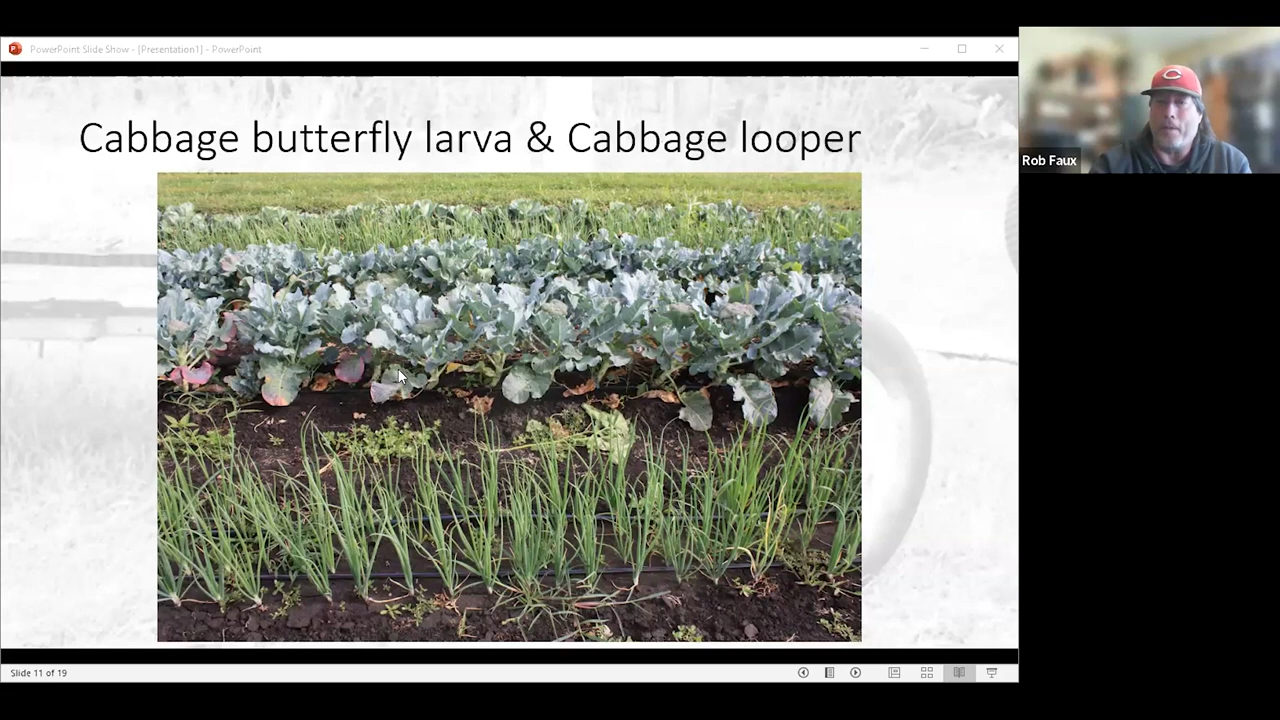 PowerPoint Slide Show - [Presentation1] - PowerPoint
Cabbage butterfly larva & Cabbage looper
Rob Faux
Slide 11 of 19